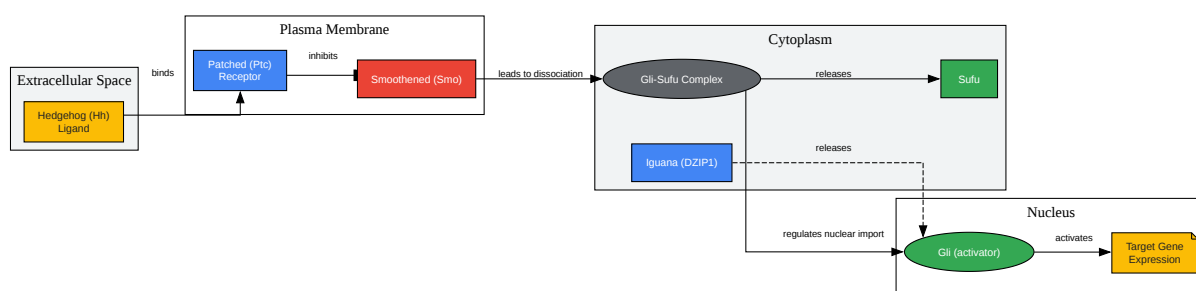 Extracellular Space
Hedgehog (Hh)
Ligand
binds
Plasma Membrane
Patched (Ptc)
Receptor
inhibits
Smoothened (Smo)
leads to dissociation
Cytoplasm
Gli-Sufu Complex
releases
Sufu
Iguana (DZIP1)
releases
regulates nuclear import
Nucleus
Gli (activator)
activates
Target Gene
Expression